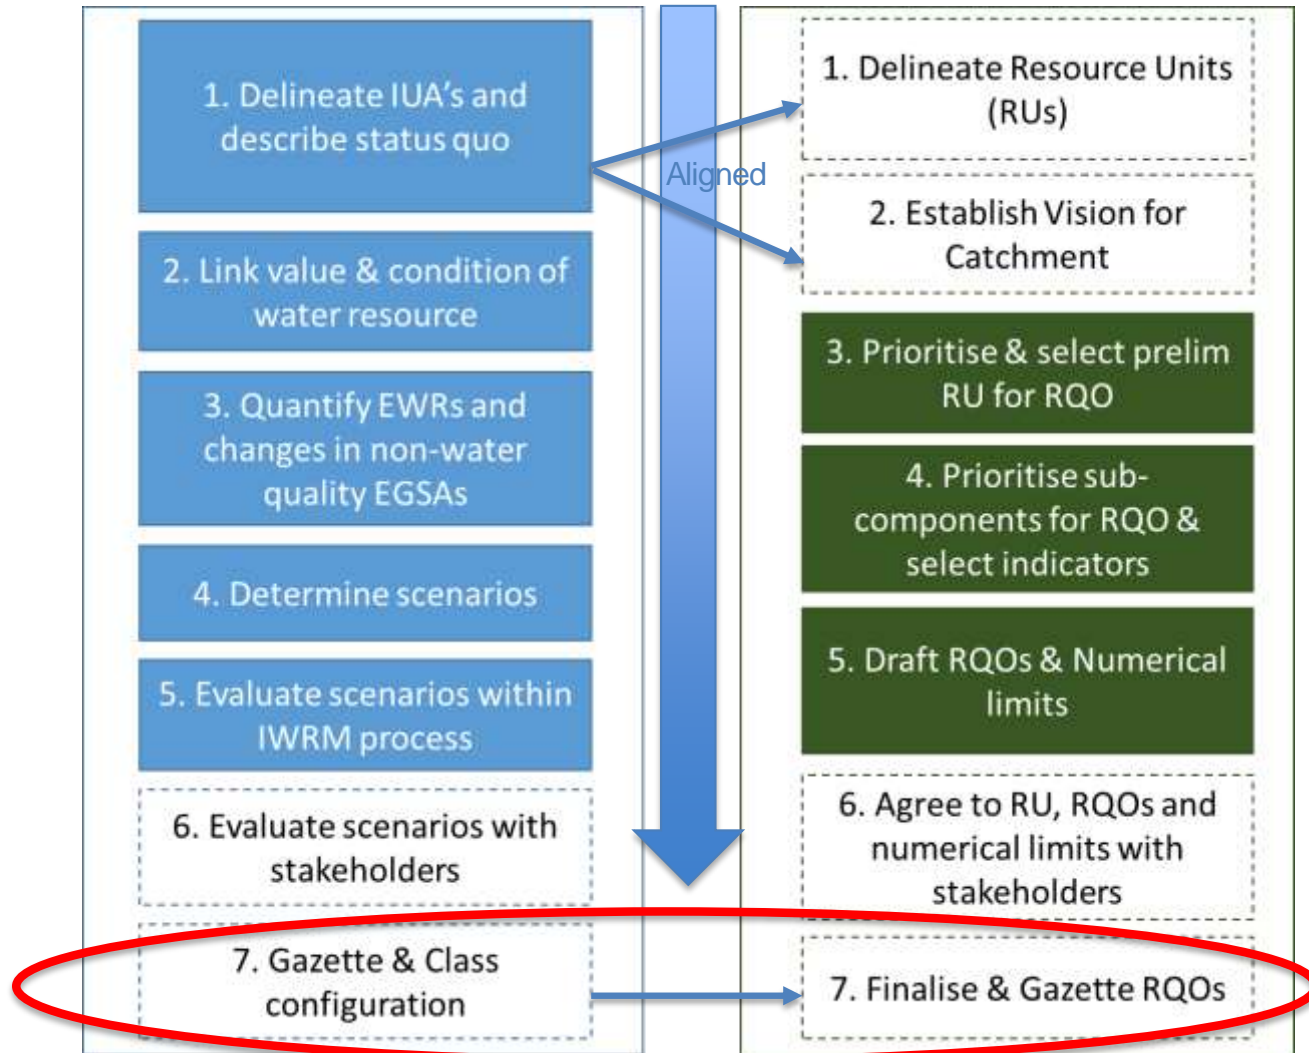 1. Delineate IUA's and
describe status quo
2. Link value & condition of
water resource
3. Quantify EWRs and
changes in non-water
quality EGSAs
4. Determine scenarios
5. Evaluate scenarios within
IWRM process
6. Evaluate scenarios with
stakeholders
7. Gazette & Class
configuration
Aligned
1. Delineate Resource Units
(RUs)
2. Establish Vision for
Catchment
3. Prioritise & select prelim
RU for RQO
4. Prioritise sub-
components for RQO &
select indicators
5. Draft RQOs & Numerical
limits
6. Agree to RU, RQOs and
numerical limits with
stakeholders
7. Finalise & Gazette RQOs